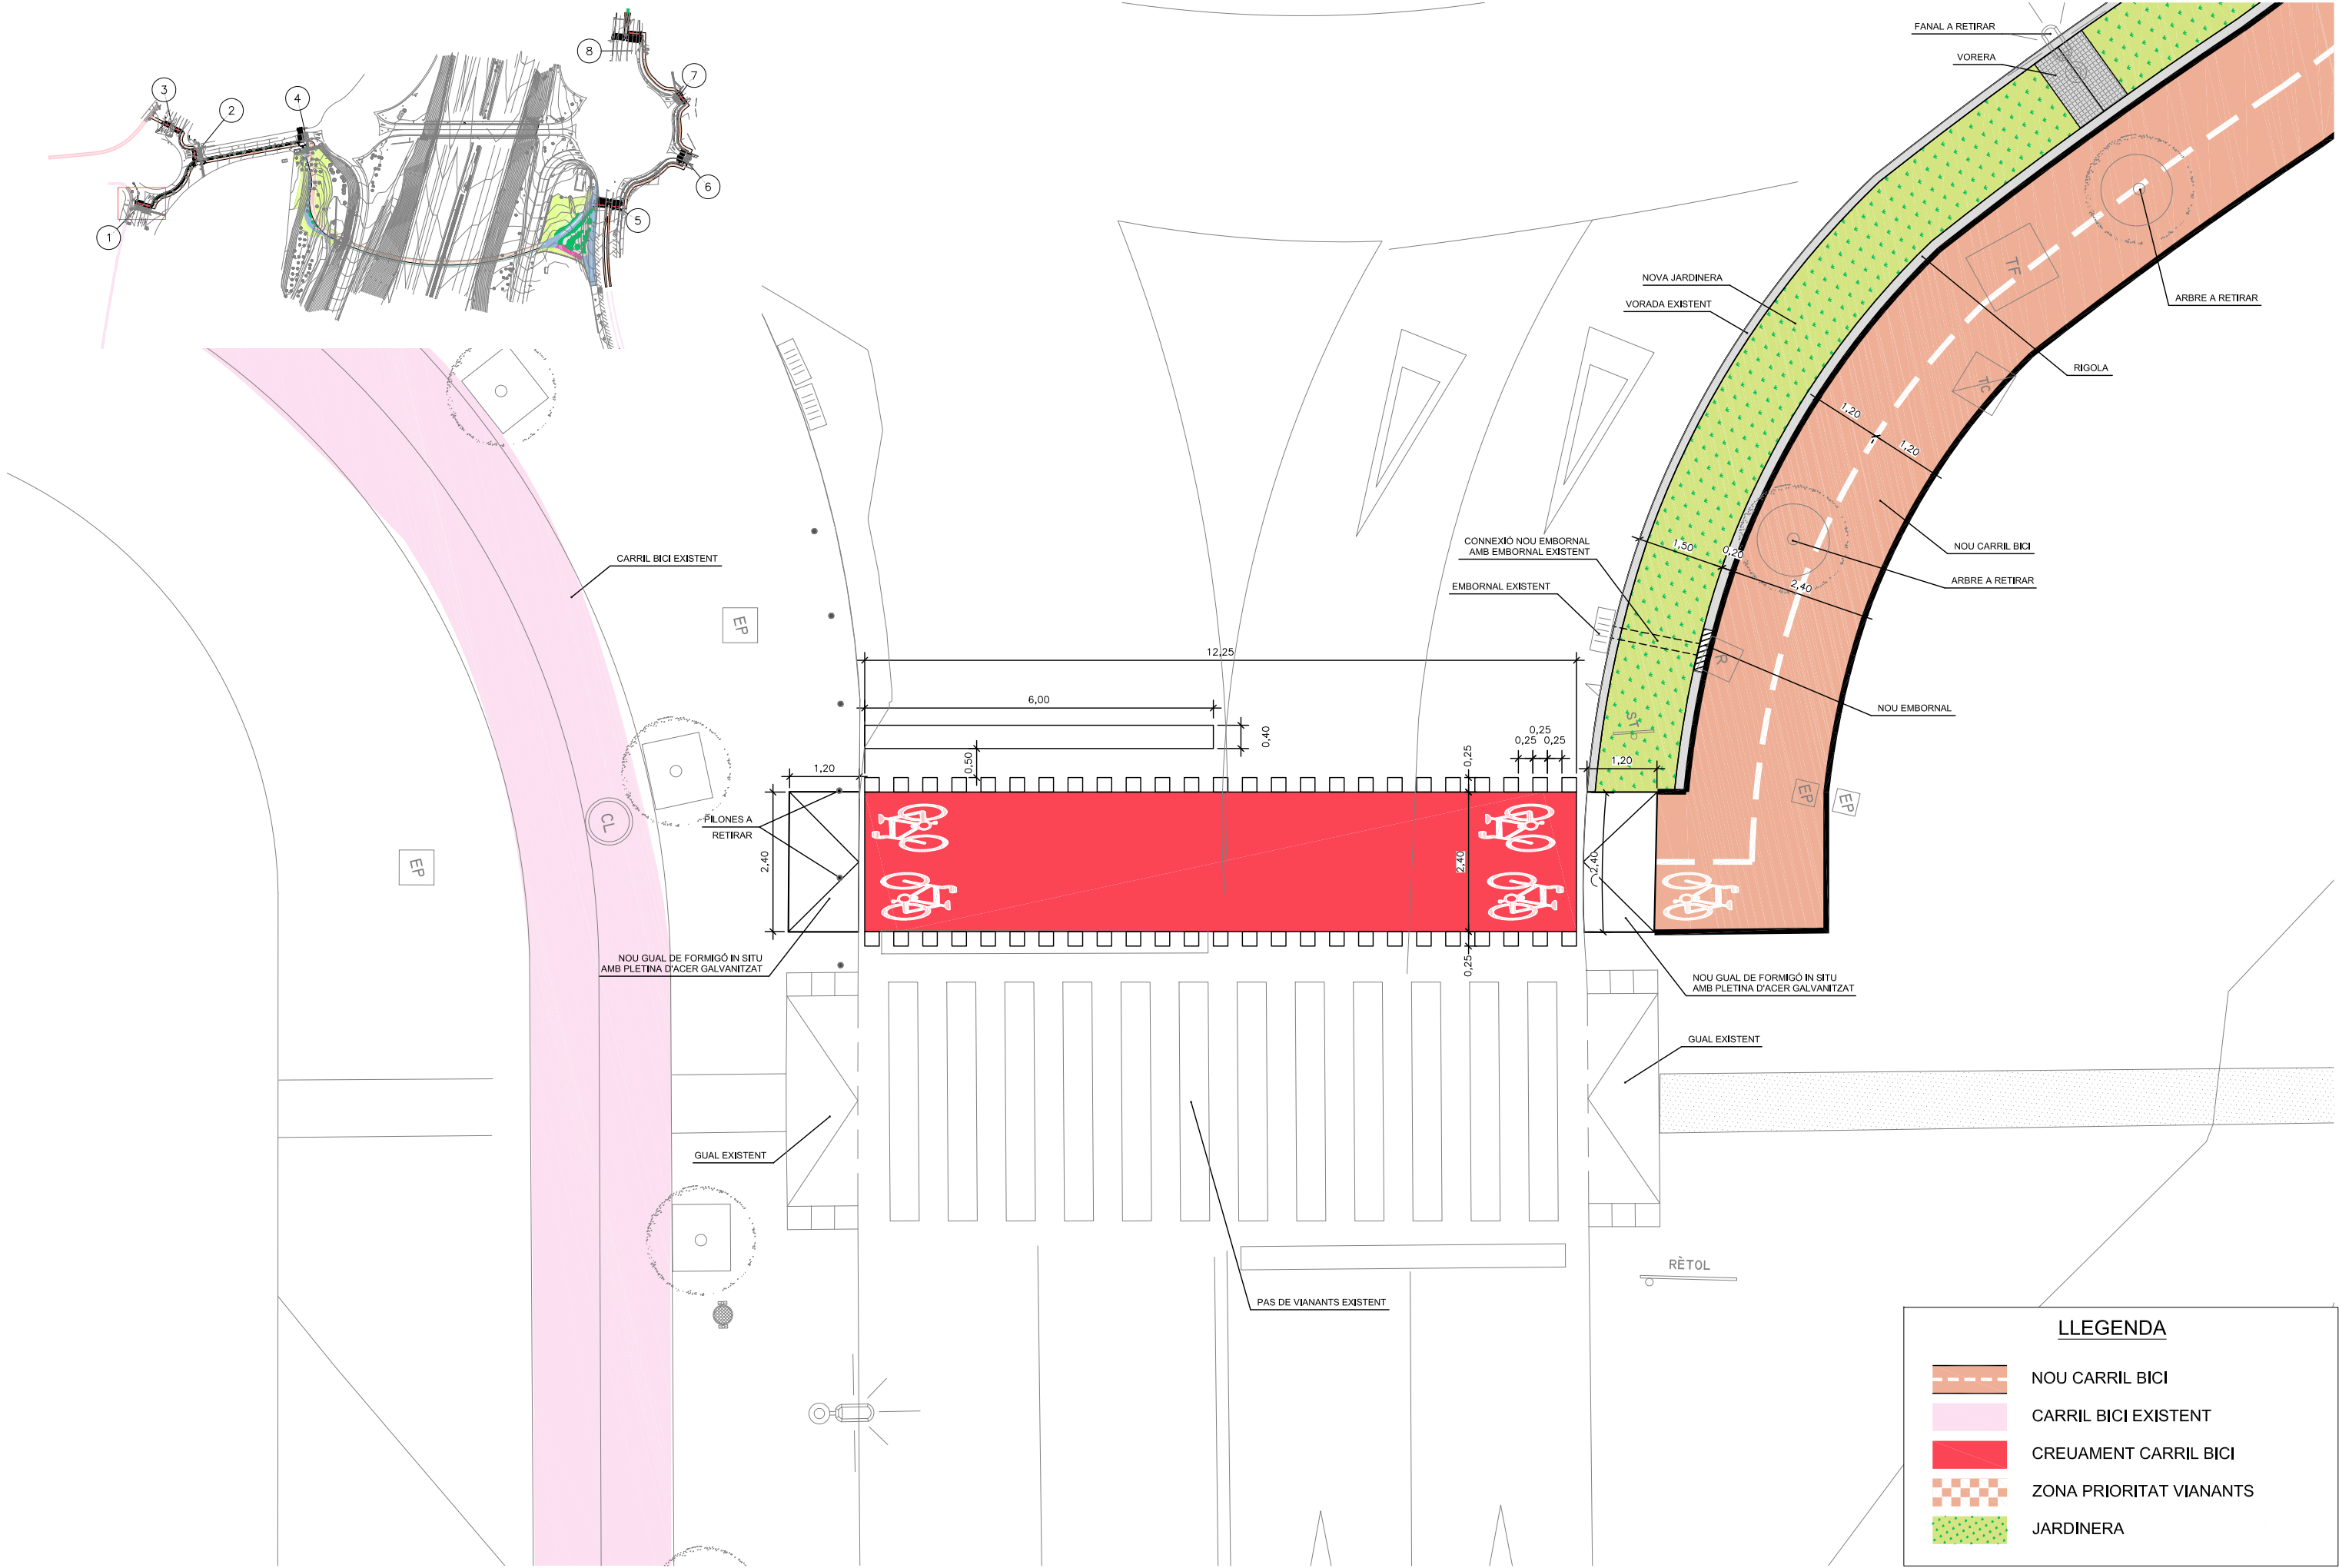 8
7
3
2
4
6
5
1
FANAL A RETIRAR
VORERA
ARBRE A RETIRAR
TF
NOVA JARDINERA
VORADA EXISTENT
RIGOLA
TC
1,20
1,20
CONNEXIÓ NOU EMBORNAL
AMB EMBORNAL EXISTENT
1,50
0,20
2,40
NOU CARRIL BICI
ARBRE A RETIRAR
EMBORNAL EXISTENT
CARRIL BICI EXISTENT
EP
12,25
R
NOU EMBORNAL
6,00
0,40
ST
0,50
0,25
0,25
0,25
0,25
1,20
1,20
EP
EP
CL
PILONES A
RETIRAR
EP
2,40
2,40
2,40
NOU GUAL DE FORMIGÓ IN SITU
AMB PLETINA D'ACER GALVANITZAT
0,25
NOU GUAL DE FORMIGÓ IN SITU
AMB PLETINA D'ACER GALVANITZAT
GUAL EXISTENT
GUAL EXISTENT
RÈTOL
PAS DE VIANANTS EXISTENT
LLEGENDA
NOU CARRIL BICI
CARRIL BICI EXISTENT
CREUAMENT CARRIL BICI
ZONA PRIORITAT VIANANTS
JARDINERA